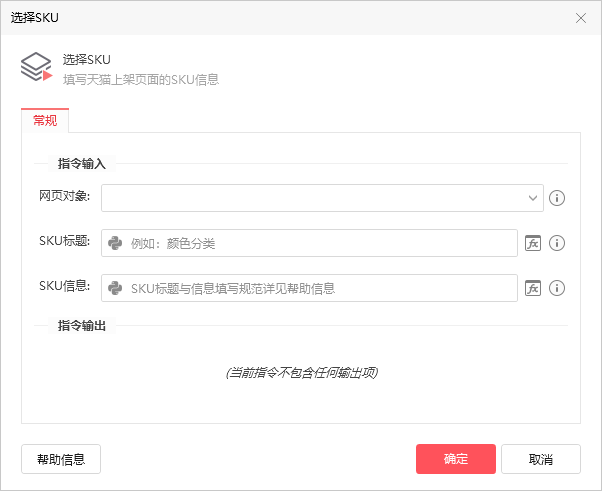 选择SKU
选择SKU
填写天猫上架页面的SKU信息
常规
指令输入
网页对象:
SKU标题: 例如：颜色分类 fx
SKU信息: SKU标题与信息填写规范详见帮助信息 fx
指令输出
(当前指令不包含任何输出项)
帮助信息 确定 取消